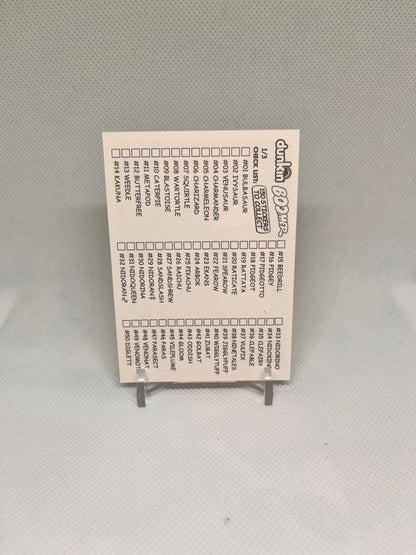 dunkin
BOOMER
150 STICKERS
TO COLLECT
1/3
CHECK LIST:
#01 BULBASAUR
#02 IVYSAUR
#03 VENUSAUR
#04 CHARMANDER
#05 CHARMELEON
#06 CHARIZARD
#07 SQUIRTLE
#08 WARTORTLE
#09 BLASTOISE
#10 CATERPIE
#11 METAPOD
#12 BUTTERFREE
#13 WEEDLE
#14 KAKUNA
#15 BEEDRILL
#16 PIDGEY
#17 PIDGEOTTO
#18 PIDGEOT
#19 RATTATA
#20 RATICATE
#21 SPEAROW
#22 FEAROW
#23 EKANS
#24 ARBOK
#25 PIKACHU
#26 RAICHU
#27 SANDSHREW
#28 SANDSLASH
#29 NIDORAN♀
#30 NIDORINA
#31 NIDOQUEEN
#32 NIDORAN♂
#33 NIDORINO
#34 NIDOKING
#35 CLEFAIRY
#36 CLEFABLE
#37 VULPIX
#38 NINETALES
#39 JIGGLYPUFF
#40 WIGGLYTUFF
#41 ZUBAT
#42 GOLBAT
#43 ODDISH
#44 GLOOM
#45 VILEPLUME
#46 PARAS
#47 PARASECT
#48 VENONAT
#49 VENOMOTH
#50 DIGLETT